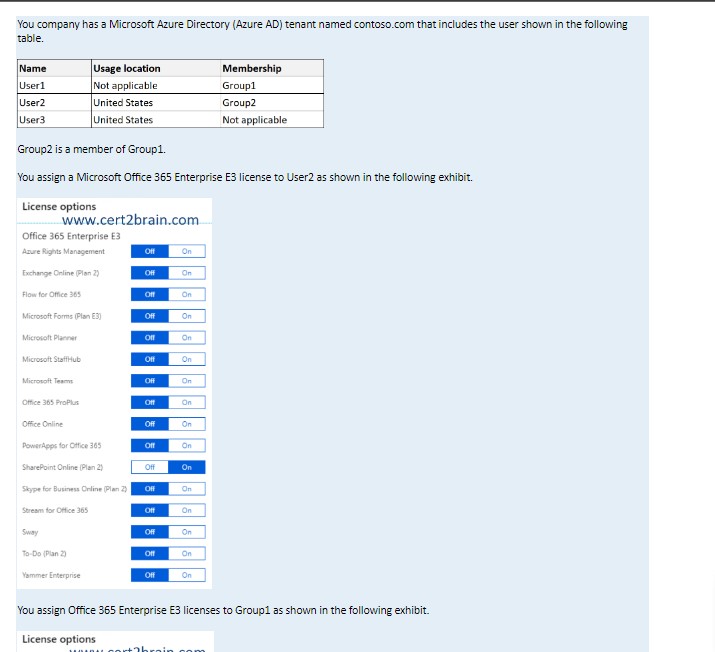 You company has a Microsoft Azure Directory (Azure AD) tenant named contoso.com that includes the user shown in the following
table.
Name Usage location Membership
User1 Not applicable Group1
User2 United States Group2
User3 United States Not applicable
Group2 is a member of Group1.
You assign a Microsoft Office 365 Enterprise E3 license to User2 as shown in the following exhibit.
License options
www.cert2brain.com
Office 365 Enterprise E3
Azure Rights Management Off On
Exchange Online (Plan 2) Off On
Flow for Office 365 Off On
Microsoft Forms (Plan E3) Off On
Microsoft Planner Off On
Microsoft StaffHub Off On
Microsoft Teams Off On
Office 365 ProPlus Off On
Office Online Off On
PowerApps for Office 365 Off On
SharePoint Online (Plan 2) Off On
Skype for Business Online (Plan 2) Off On
Stream for Office 365 Off On
Sway Off On
To-Do (Plan 2) Off On
Yammer Enterprise Off On
You assign Office 365 Enterprise E3 licenses to Group1 as shown in the following exhibit.
License options
www.cert2brain.com